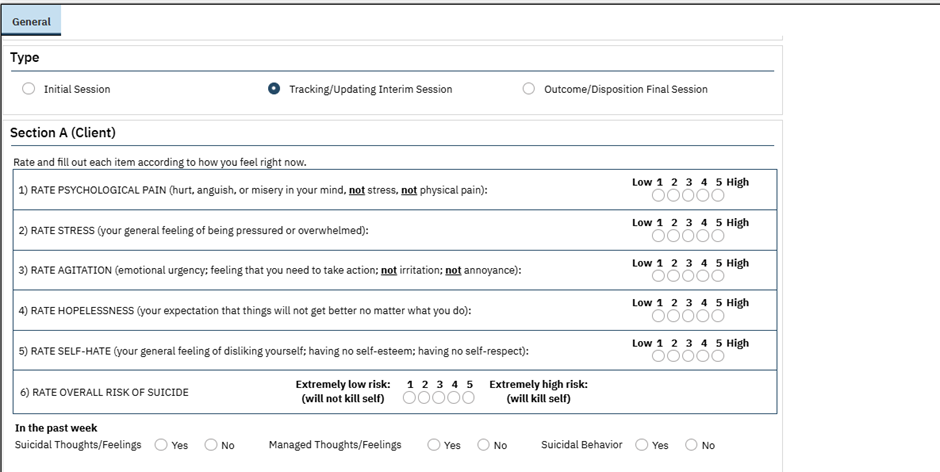 General
Type
Initial Session Tracking/Updating Interim Session Outcome/Disposition Final Session
Section A (Client)
Rate and fill out each item according to how you feel right now.
Low 1 2 3 4 5 High
1) RATE PSYCHOLOGICAL PAIN (hurt, anguish, or misery in your mind, not stress, not physical pain):
Low 1 2 3 4 5 High
2) RATE STRESS (your general feeling of being pressured or overwhelmed):
Low 1 2 3 4 5 High
3) RATE AGITATION (emotional urgency; feeling that you need to take action; not irritation; not annoyance):
Low 1 2 3 4 5 High
4) RATE HOPELESSNESS (your expectation that things will not get better no matter what you do):
Low 1 2 3 4 5 High
5) RATE SELF-HATE (your general feeling of disliking yourself; having no self-esteem; having no self-respect):
6) RATE OVERALL RISK OF SUICIDE
Extremely low risk: 1 2 3 4 5 Extremely high risk:
(will not kill self) (will kill self)
In the past week
Suicidal Thoughts/Feelings Yes No Managed Thoughts/Feelings Yes No Suicidal Behavior Yes No